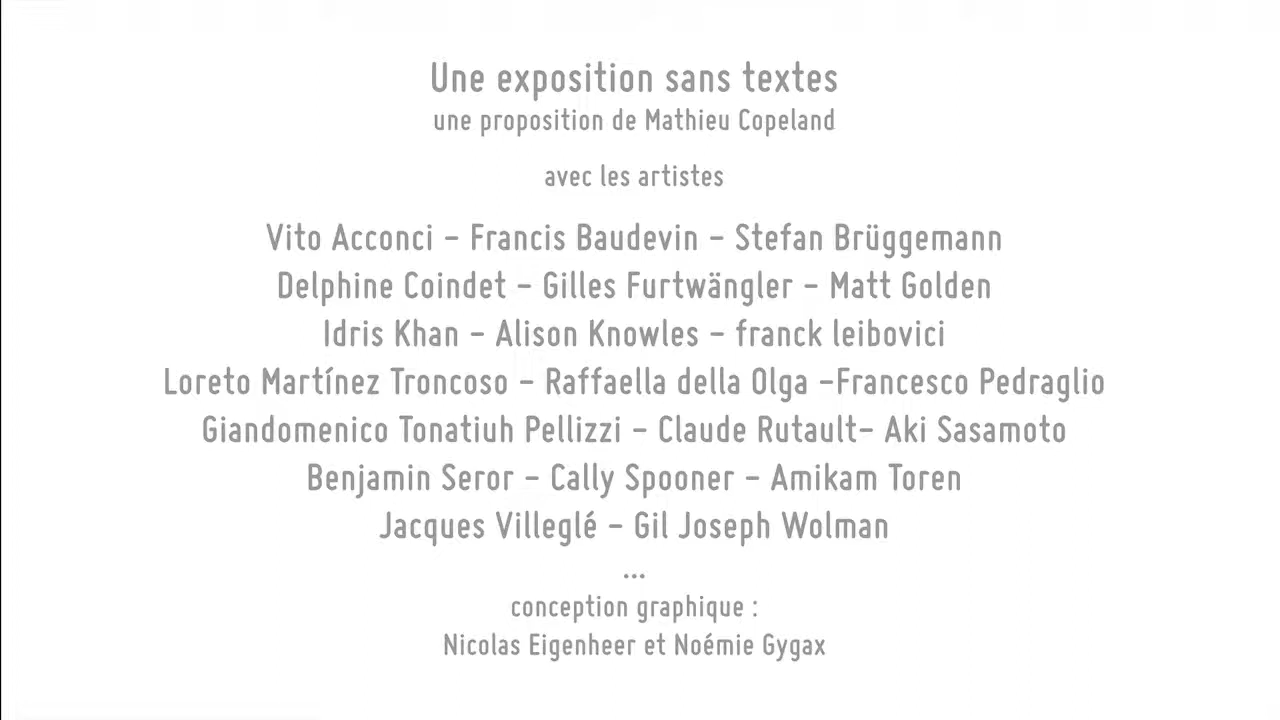 Une exposition sans textes
une proposition de Mathieu Copeland
avec les artistes
Vito Acconci – Francis Baudevin – Stefan Brüggemann
Delphine Coindet – Gilles Furtwängler – Matt Golden
Idris Khan – Alison Knowles – franck leibovici
Loreto Martínez Troncoso – Raffaella della Olga –Francesco Pedraglio
Giandomenico Tonatiuh Pellizzi – Claude Rutault– Aki Sasamoto
Benjamin Seror – Cally Spooner – Amikam Toren
Jacques Villeglé – Gil Joseph Wolman
...
conception graphique :
Nicolas Eigenheer et Noémie Gygax